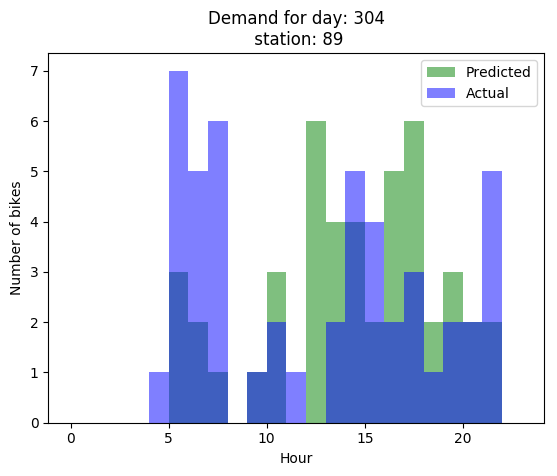 Demand for day: 304
station: 89
Predicted
Actual
Number of bikes
7
6
5
4
3
2
1
0
0
5
10
15
20
Hour